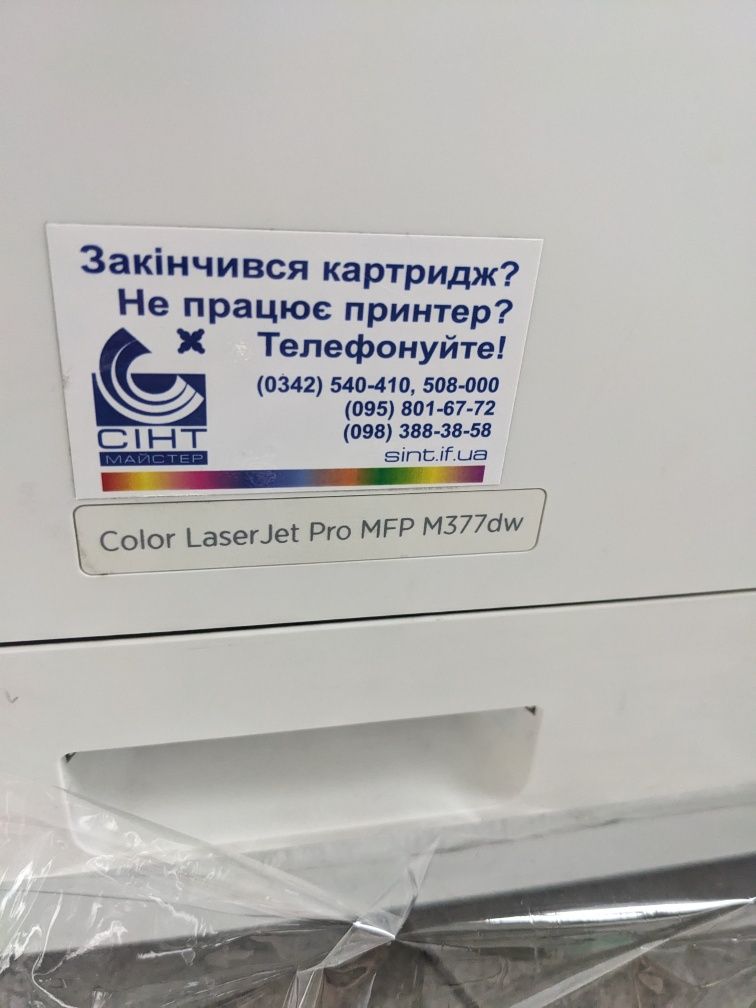 Закінчився картридж?
Не працює принтер?
Телефонуйте!
(0342) 540-410, 508-000
(095) 801-67-72
(098) 388-38-58
sint.if.ua
СІНТ
МАЙСТЕР
Color LaserJet Pro MFP M377dw